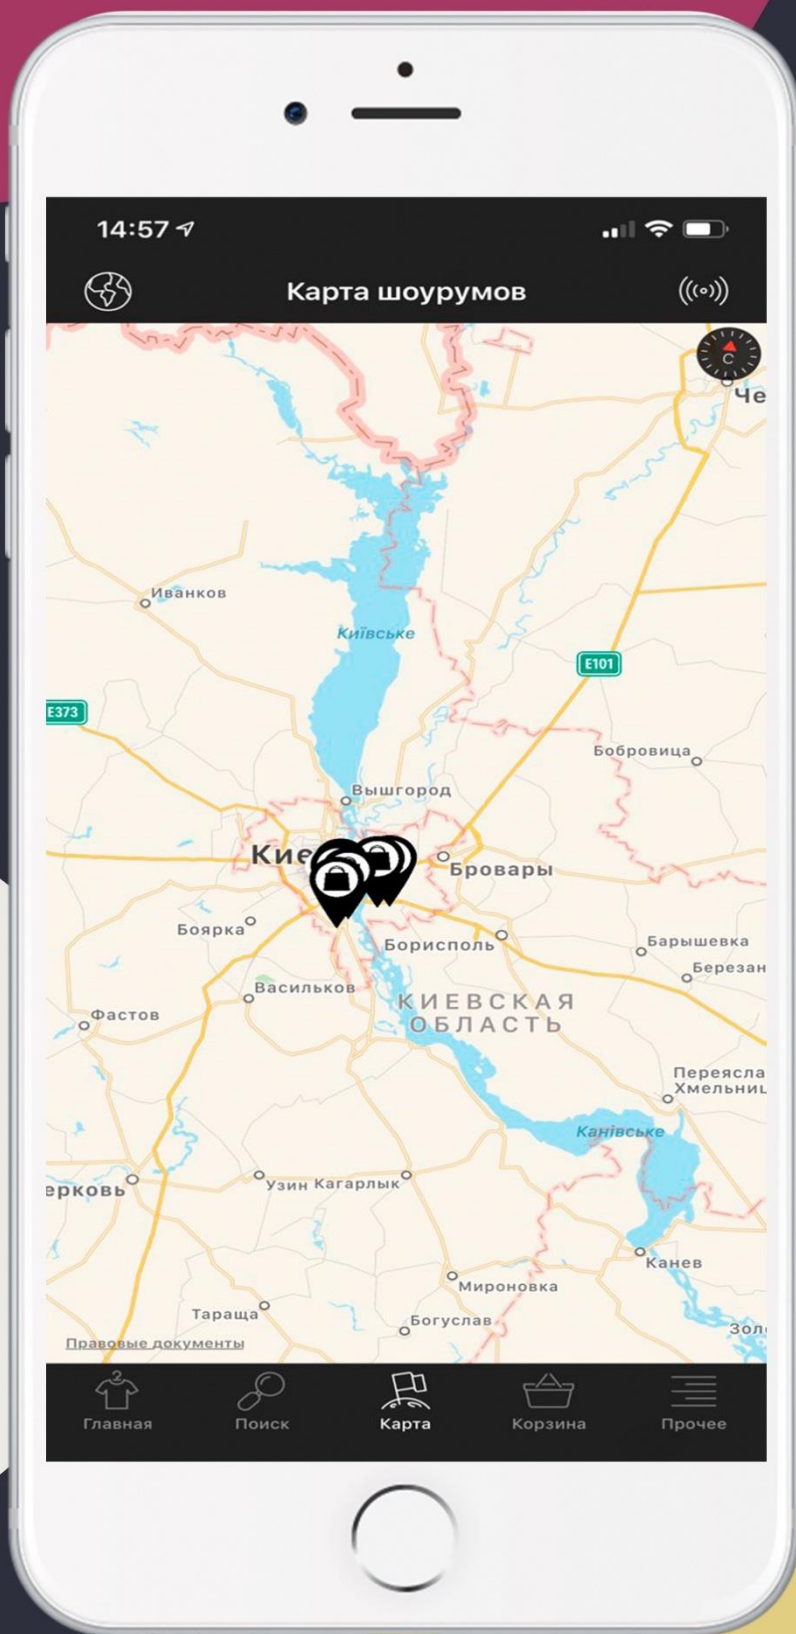 14:57
Карта шоурумов
С
Че
Иванков
Київське
E101
E373
Бобровица
Вышгород
Кие
Бровары
Боярка
Борисполь
Барышевка
Березан
Васильков
КИЕВСКАЯ
ОБЛАСТЬ
Фастов
Переясла
Хмельниц
Канівське
ерковь
Узин
Кагарлык
Канев
Мироновка
Тараща
Богуслав
Золо
Правовые документы
2
Главная
Поиск
Карта
Корзина
Прочее